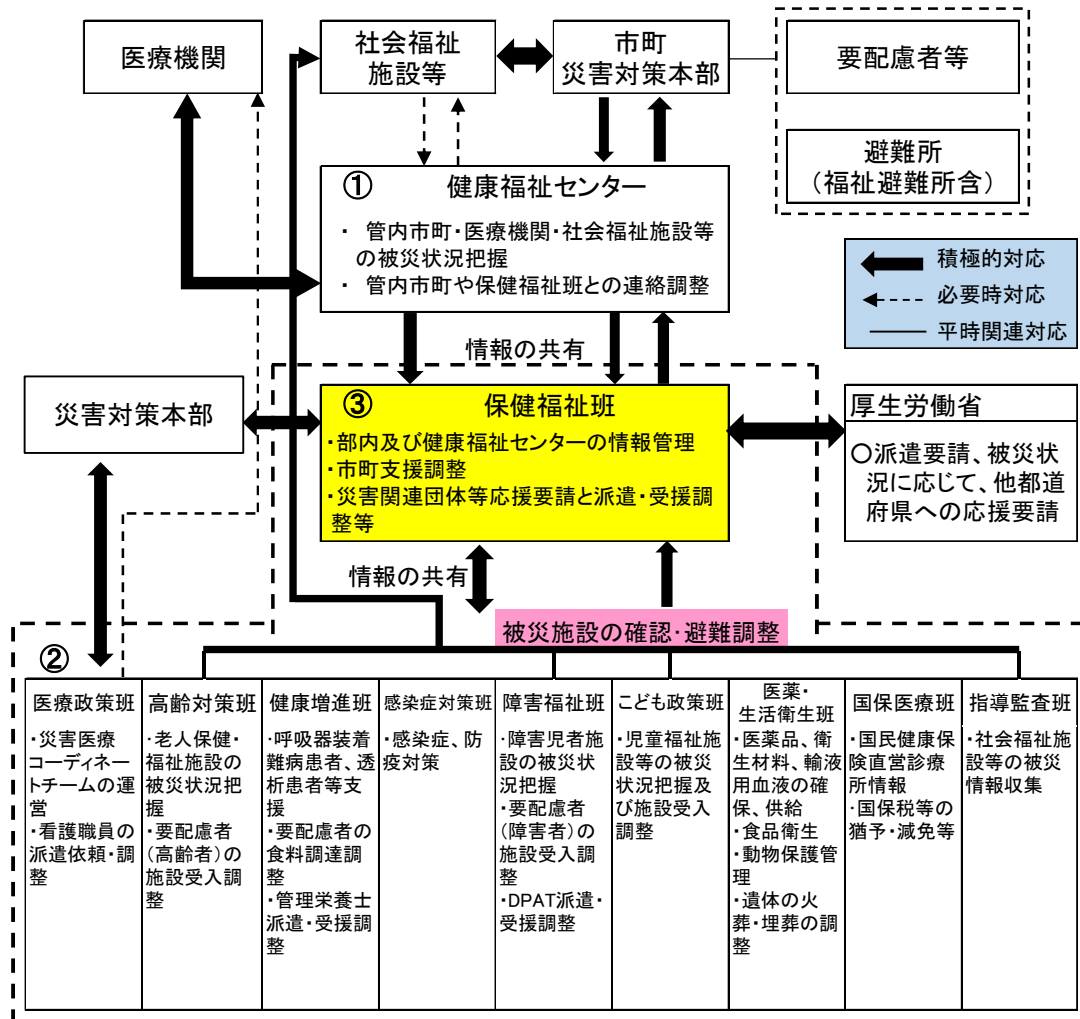 医療機関
社会福祉
施設等
市町
災害対策本部
要配慮者等
避難所
(福祉避難所含)
① 健康福祉センター
・ 管内市町・医療機関・社会福祉施設等
の被災状況把握
・ 管内市町や保健福祉班との連絡調整
積極的対応
必要時対応
平時関連対応
情報の共有
災害対策本部
③ 保健福祉班
・部内及び健康福祉センターの情報管理
・市町支援調整
・災害関連団体等応援要請と派遣・受援調
整等
厚生労働省
○派遣要請、被災状
況に応じて、他都道
府県への応援要請
情報の共有
被災施設の確認・避難調整
②
医療政策班
・災害医療
コーディネー
トチームの運
営
・看護職員の
派遣依頼・調
整
高齢対策班
・老人保健・
福祉施設の
被災状況把
握
・要配慮者
(高齢者)の
施設受入調
整
健康増進班
・呼吸器装着
難病患者、透
析患者等支
援
・要配慮者の
食料調達調
整
・管理栄養士
派遣・受援調
整
感染症対策班
・感染症、防
疫対策
障害福祉班
・障害児者施
設の被災状
況把握
・要配慮者
(障害者)の
施設受入調
整
・DPAT派遣・
受援調整
こども政策班
・児童福祉施
設等の被災
状況把握及
び施設受入
調整
医薬・
生活衛生班
・医薬品、衛
生材料、輸液
用血液の確
保、供給
・食品衛生
・動物保護管
理
・遺体の火
葬・埋葬の調
整
国保医療班
・国民健康保
険直営診療
所情報
・国保税等の
猶予・減免等
指導監査班
・社会福祉施
設等の被災
情報収集